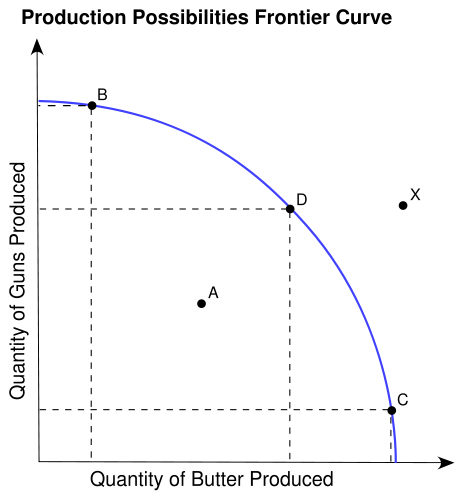 Production Possibilities Frontier Curve
B
D
X
A
C
Quantity of Guns Produced
Quantity of Butter Produced